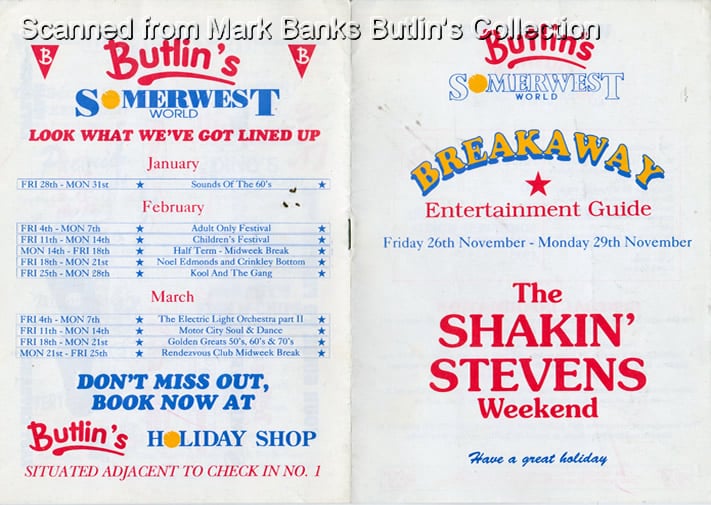 Scanned from Mark Banks Butlin's Collection
B
Butlin's
B
SOMERWEST
WORLD
LOOK WHAT WE'VE GOT LINED UP
January
FRI 28th - MON 31st ★ Sounds Of The 60's ★
February
FRI 4th - MON 7th ★ Adult Only Festival ★
FRI 11th - MON 14th ★ Children's Festival ★
MON 14th - FRI 18th ★ Half Term - Midweek Break ★
FRI 18th - MON 21st ★ Noel Edmonds and Crinkley Bottom ★
FRI 25th - MON 28th ★ Kool And The Gang ★
March
FRI 4th - MON 7th ★ The Electric Light Orchestra part II ★
FRI 11th - MON 14th ★ Motor City Soul & Dance ★
FRI 18th - MON 21st ★ Golden Greats 50's, 60's & 70's ★
MON 21st - FRI 25th ★ Rendezvous Club Midweek Break ★
DON'T MISS OUT,
BOOK NOW AT
Butlin's HOLIDAY SHOP
SITUATED ADJACENT TO CHECK IN NO. 1
Butlin's
SOMERWEST
WORLD
BREAKAWAY
★
Entertainment Guide
Friday 26th November - Monday 29th November
The
SHAKIN'
STEVENS
Weekend
Have a great holiday